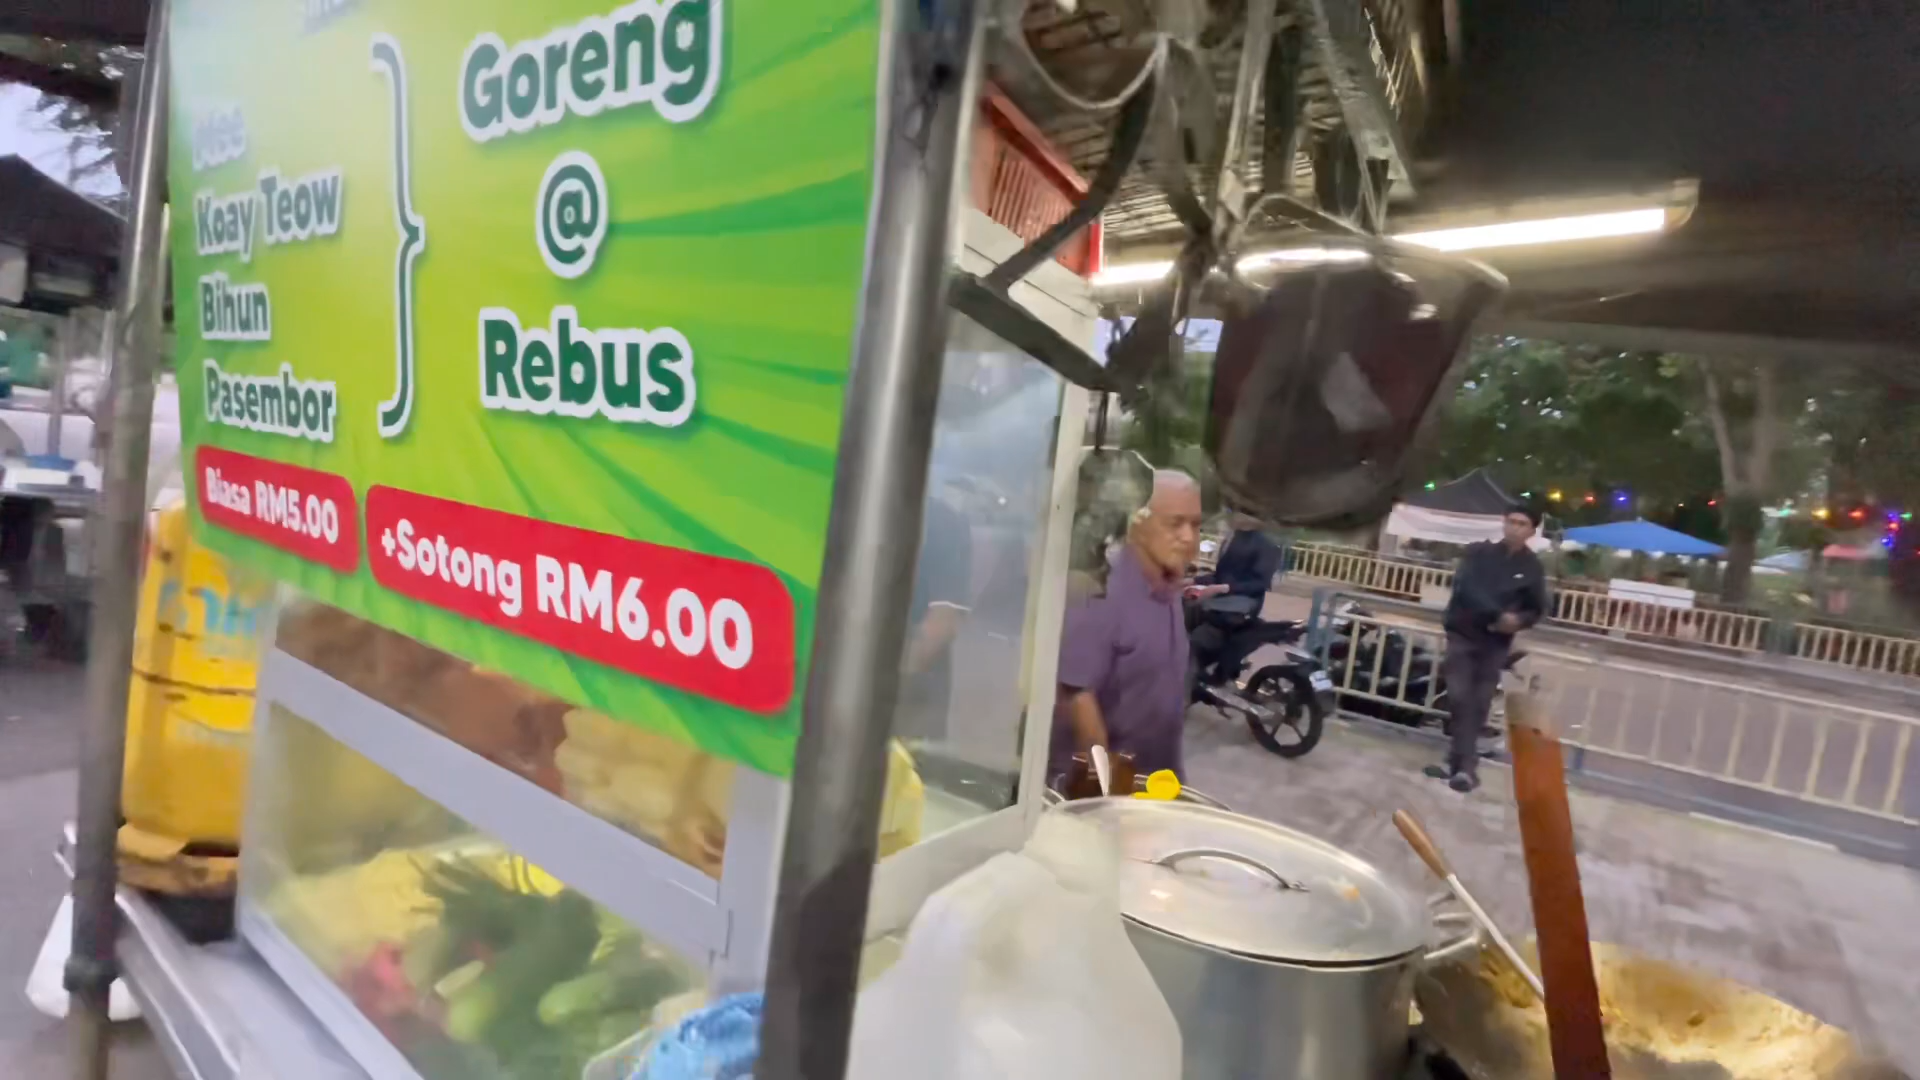 Goreng
@
Rebus
Mee
Koay Teow
Bihun
Pasembor
Biasa RM5.00
+Sotong RM6.00